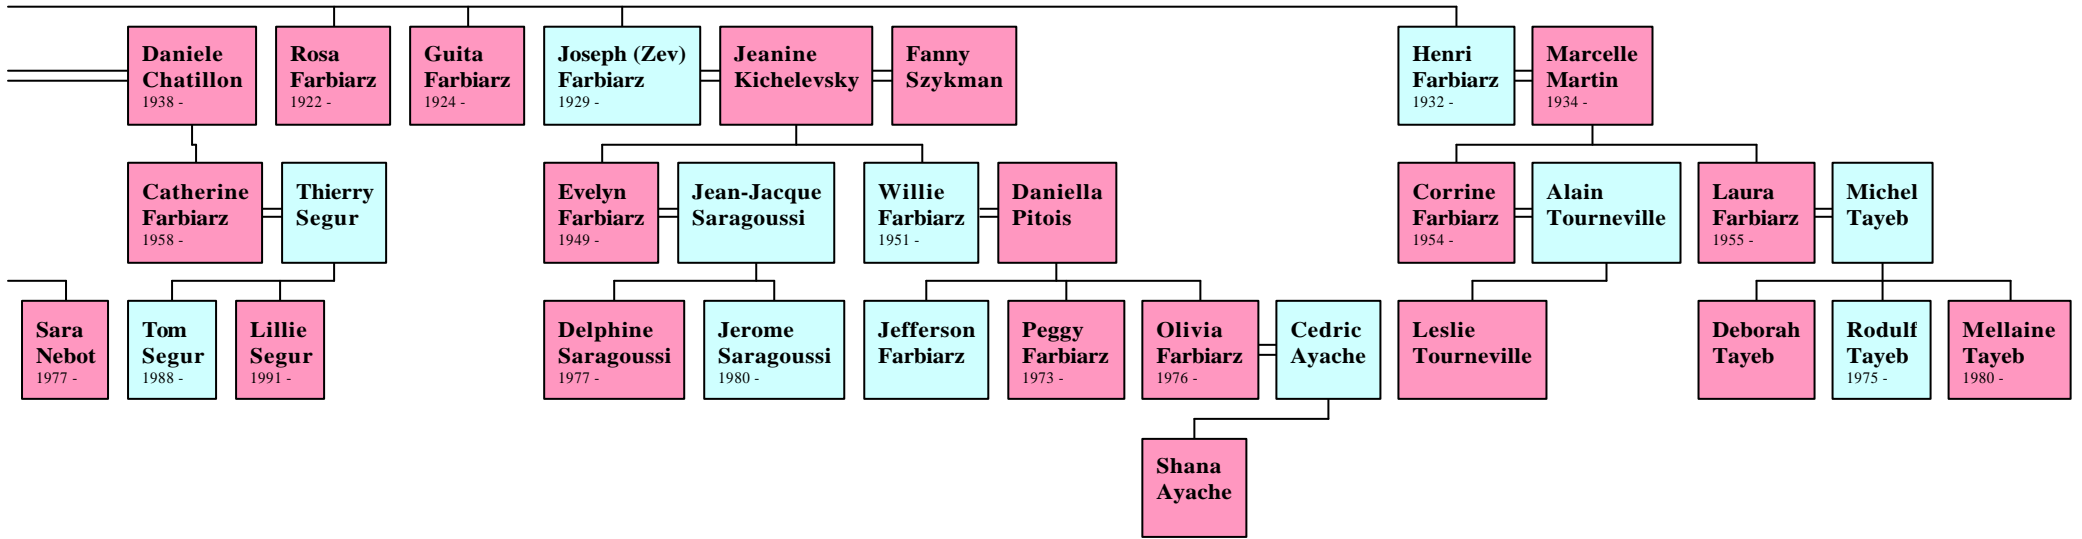 Daniele
Chatillon
1938 -
Rosa
Farbiarz
1922 -
Guita
Farbiarz
1924 -
Joseph (Zev)
Farbiarz
1929 -
Jeanine
Kichelevsky
Fanny
Szykman
Henri
Farbiarz
1932 -
Marcelle
Martin
1934 -
Catherine
Farbiarz
1958 -
Thierry
Segur
Evelyn
Farbiarz
1949 -
Jean-Jacque
Saragoussi
Willie
Farbiarz
1951 -
Daniella
Pitois
Corrine
Farbiarz
1954 -
Alain
Tourneville
Laura
Farbiarz
1955 -
Michel
Tayeb
Sara
Nebot
1977 -
Tom
Segur
1988 -
Lillie
Segur
1991 -
Delphine
Saragoussi
1977 -
Jerome
Saragoussi
1980 -
Jefferson
Farbiarz
Peggy
Farbiarz
1973 -
Olivia
Farbiarz
1976 -
Cedric
Ayache
Leslie
Tourneville
Deborah
Tayeb
Rodulf
Tayeb
1975 -
Mellaine
Tayeb
1980 -
Shana
Ayache